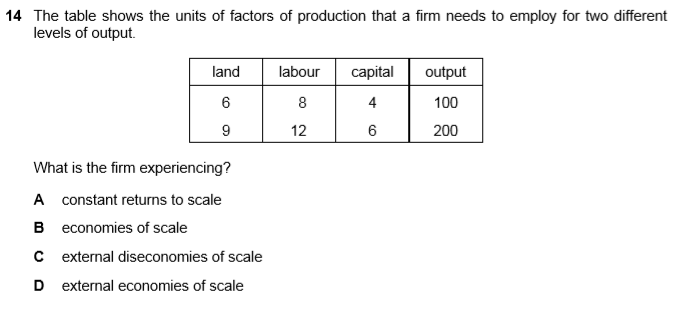 14 The table shows the units of factors of production that a firm needs to employ for two different
levels of output.
land labour capital output
6 8 4 100
9 12 6 200
What is the firm experiencing?
A constant returns to scale
B economies of scale
C external diseconomies of scale
D external economies of scale